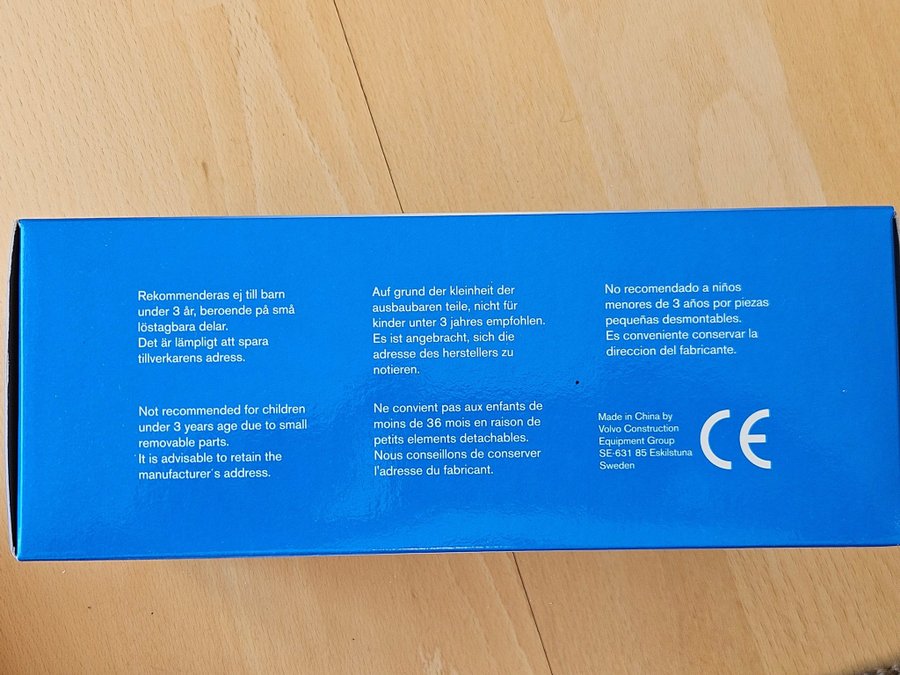 Rekommenderas ej till barn
under 3 år, beroende på små
löstagbara delar.
Det är lämpligt att spara
tillverkarens adress.
Auf grund der kleinheit der
ausbaubaren teile, nicht für
kinder unter 3 jahres empfohlen.
Es ist angebracht, sich die
adresse des herstellers zu
notieren.
No recomendado a niños
menores de 3 años por piezas
pequeñas desmontables.
Es conveniente conservar la
direccion del fabricante.
Not recommended for children
under 3 years age due to small
removable parts.
It is advisable to retain the
manufacturer's address.
Ne convient pas aux enfants de
moins de 36 mois en raison de
petits elements detachables.
Nous conseillons de conserver
l'adresse du fabricant.
Made in China by
Volvo Construction
Equipment Group
SE-631 85 Eskilstuna
Sweden
CE